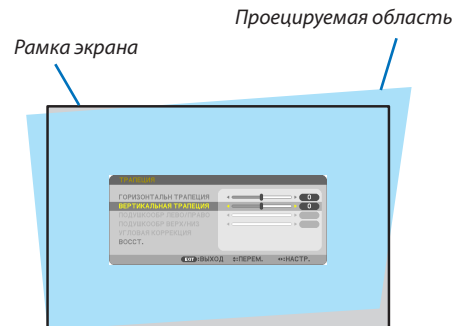 Проецируемая область
Рамка экрана
ТРАПЕЦИЯ
ГОРИЗОНТАЛЬН ТРАПЕЦИЯ 0
ВЕРТИКАЛЬНАЯ ТРАПЕЦИЯ 0
ПОДУШКООБР ЛЕВО/ПРАВО
ПОДУШКООБР ВЕРХ/НИЗ
УГЛОВАЯ КОРРЕКЦИЯ
ВОССТ.
EXIT :ВЫХОД ↕:ПЕРЕМ. ↔:НАСТР.